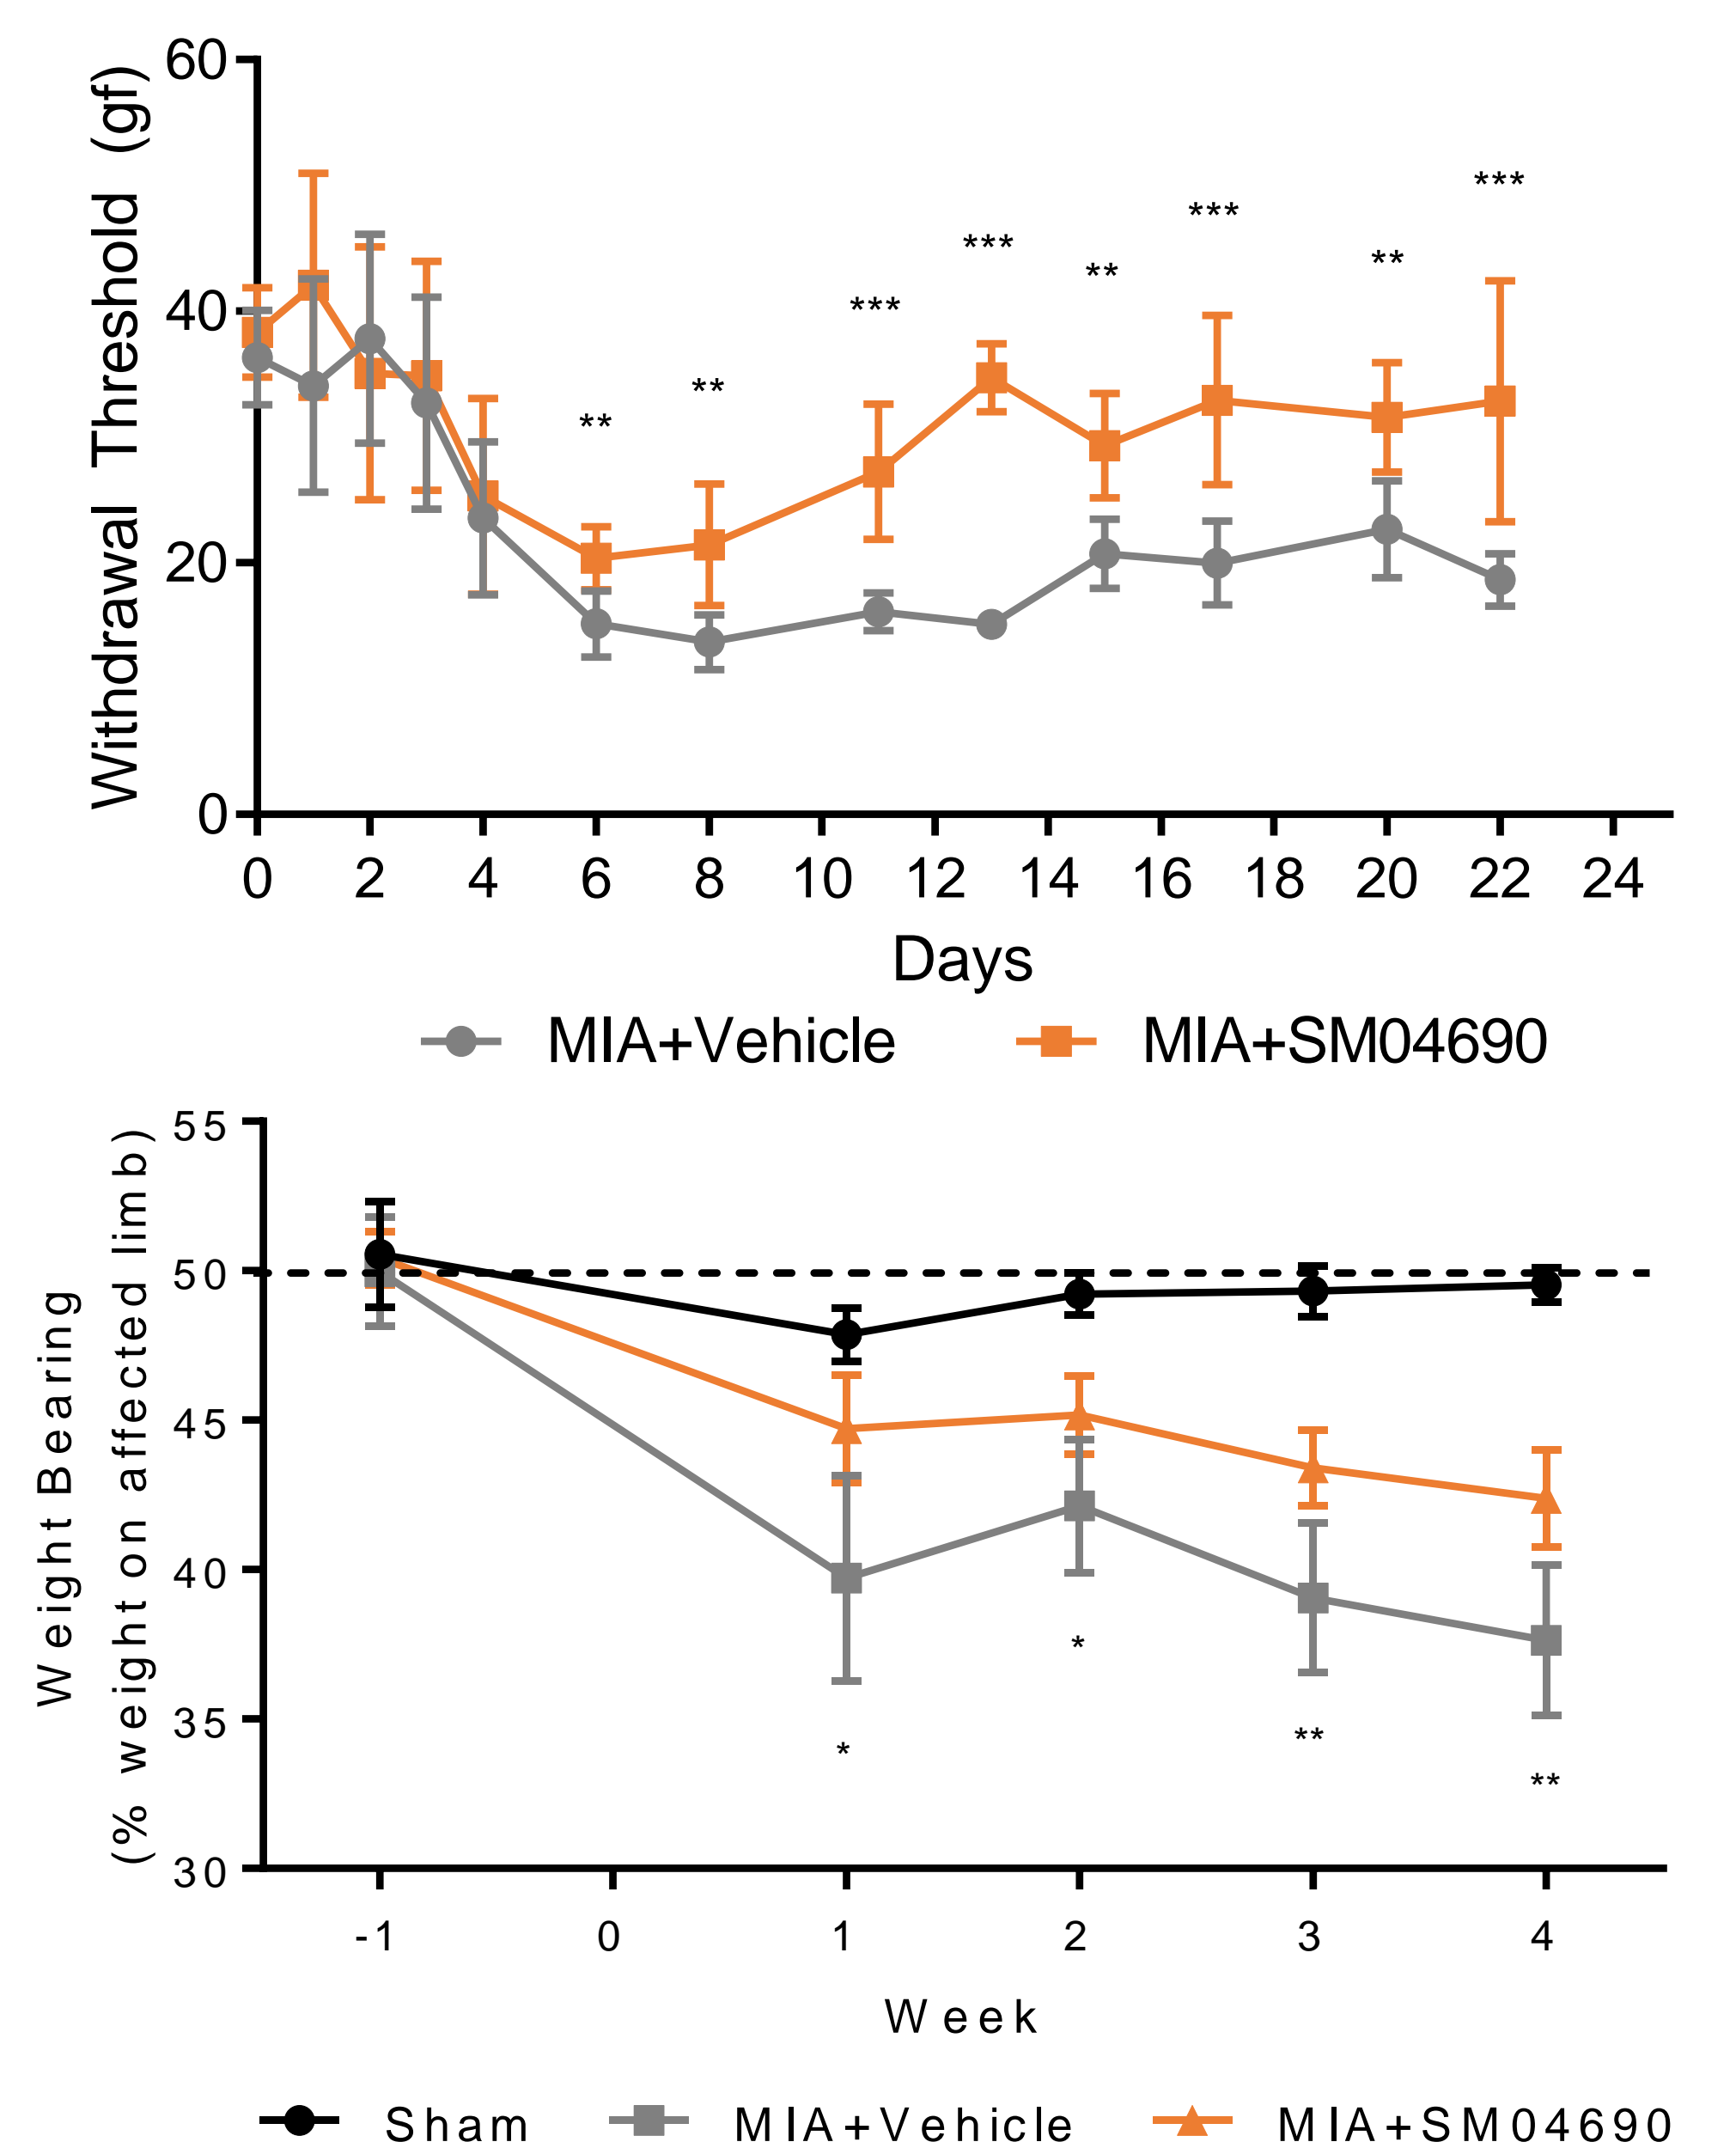 60
Withdrawal Threshold (gf)
***
***
***
**
**
***
40
**
**
20
0
0 2 4 6 8 10 12 14 16 18 20 22 24
Days
MIA+Vehicle MIA+SM04690
55
50
Weight Bearing
(% weight on affected limb)
45
40
*
35
**
*
**
30
-1 0 1 2 3 4
Week
Sham MIA+Vehicle MIA+SM04690